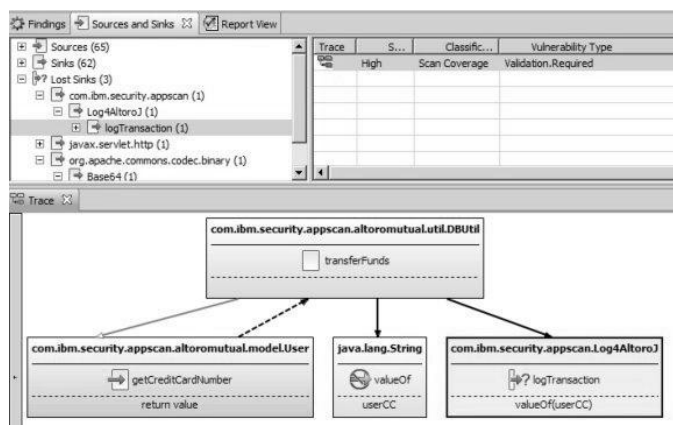 Findings Sources and Sinks Report View
Sources (65)
Sinks (62)
Lost Sinks (3)
com.ibm.security.appscan (1)
Log4AltoroJ (1)
logTransaction (1)
javax.servlet.http (1)
org.apache.commons.codec.binary (1)
Base64 (1)
Trace S... Classific... Vulnerability Type
High Scan Coverage Validation.Required
Trace
com.ibm.security.appscan.altoromutual.util.DBUtil
transferFunds
com.ibm.security.appscan.altoromutual.model.User
getCreditCardNumber
return value
java.lang.String
valueOf
userCC
com.ibm.security.appscan.Log4AltoroJ
? logTransaction
valueOf(userCC)